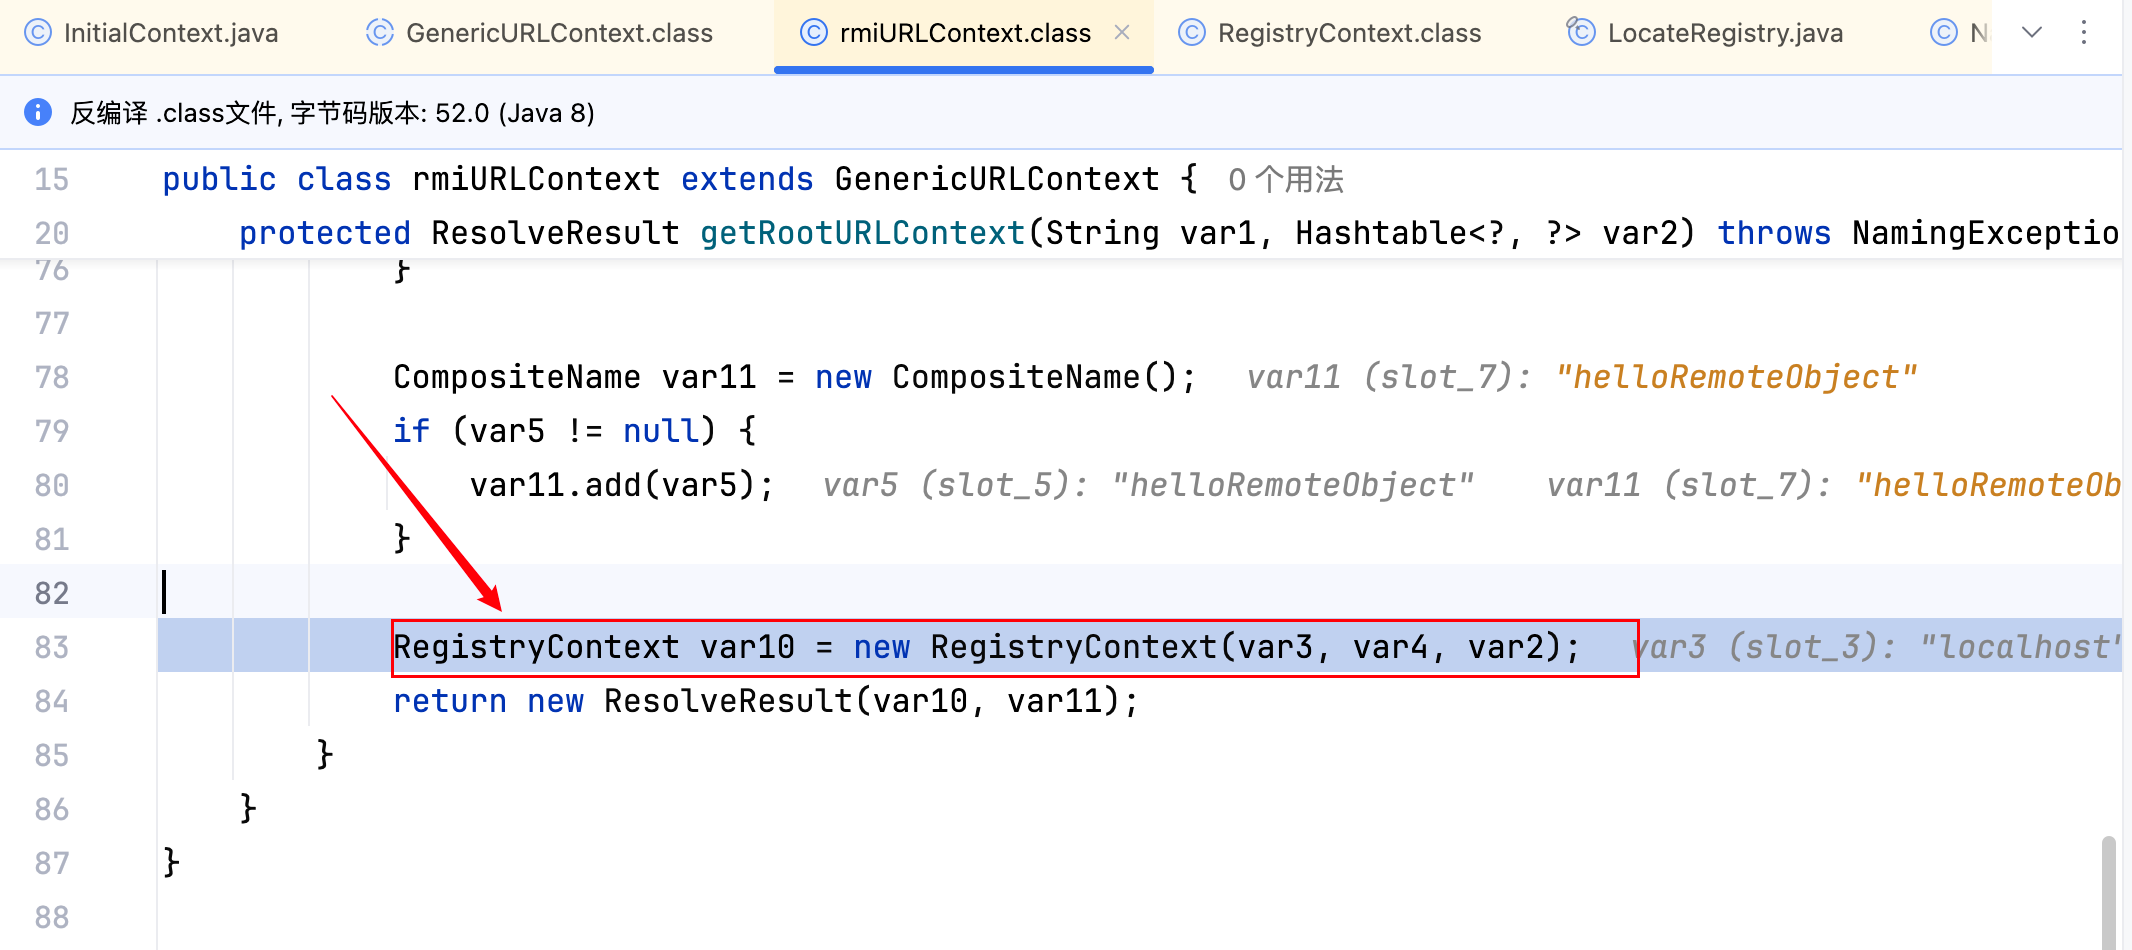 InitialContext.java GenericURLContext.class rmiURLContext.class RegistryContext.class LocateRegistry.java
反编译 .class文件, 字节码版本: 52.0 (Java 8)
15 public class rmiURLContext extends GenericURLContext { 0 个用法
20 protected ResolveResult getRootURLContext(String var1, Hashtable<?, ?> var2) throws NamingExceptio
76 }
77
78 CompositeName var11 = new CompositeName(); var11 (slot_7): "helloRemoteObject"
79 if (var5 != null) {
80 var11.add(var5); var5 (slot_5): "helloRemoteObject" var11 (slot_7): "helloRemoteOb
81 }
82
83 RegistryContext var10 = new RegistryContext(var3, var4, var2); var3 (slot_3): "localhost"
84 return new ResolveResult(var10, var11);
85 }
86 }
87 }
88